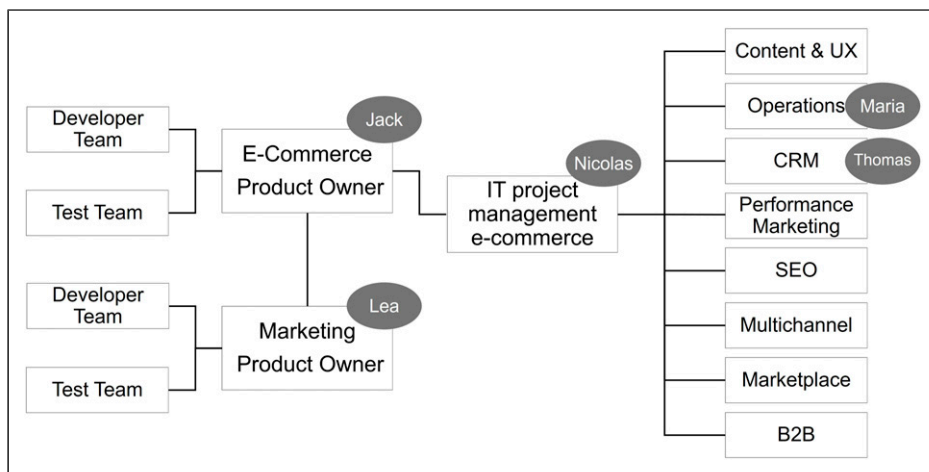 Developer
Team
Test Team
Jack
E-Commerce
Product Owner
Developer
Team
Test Team
Lea
Marketing
Product Owner
Nicolas
IT project
management
e-commerce
Content & UX
Operations
Maria
CRM
Thomas
Performance
Marketing
SEO
Multichannel
Marketplace
B2B